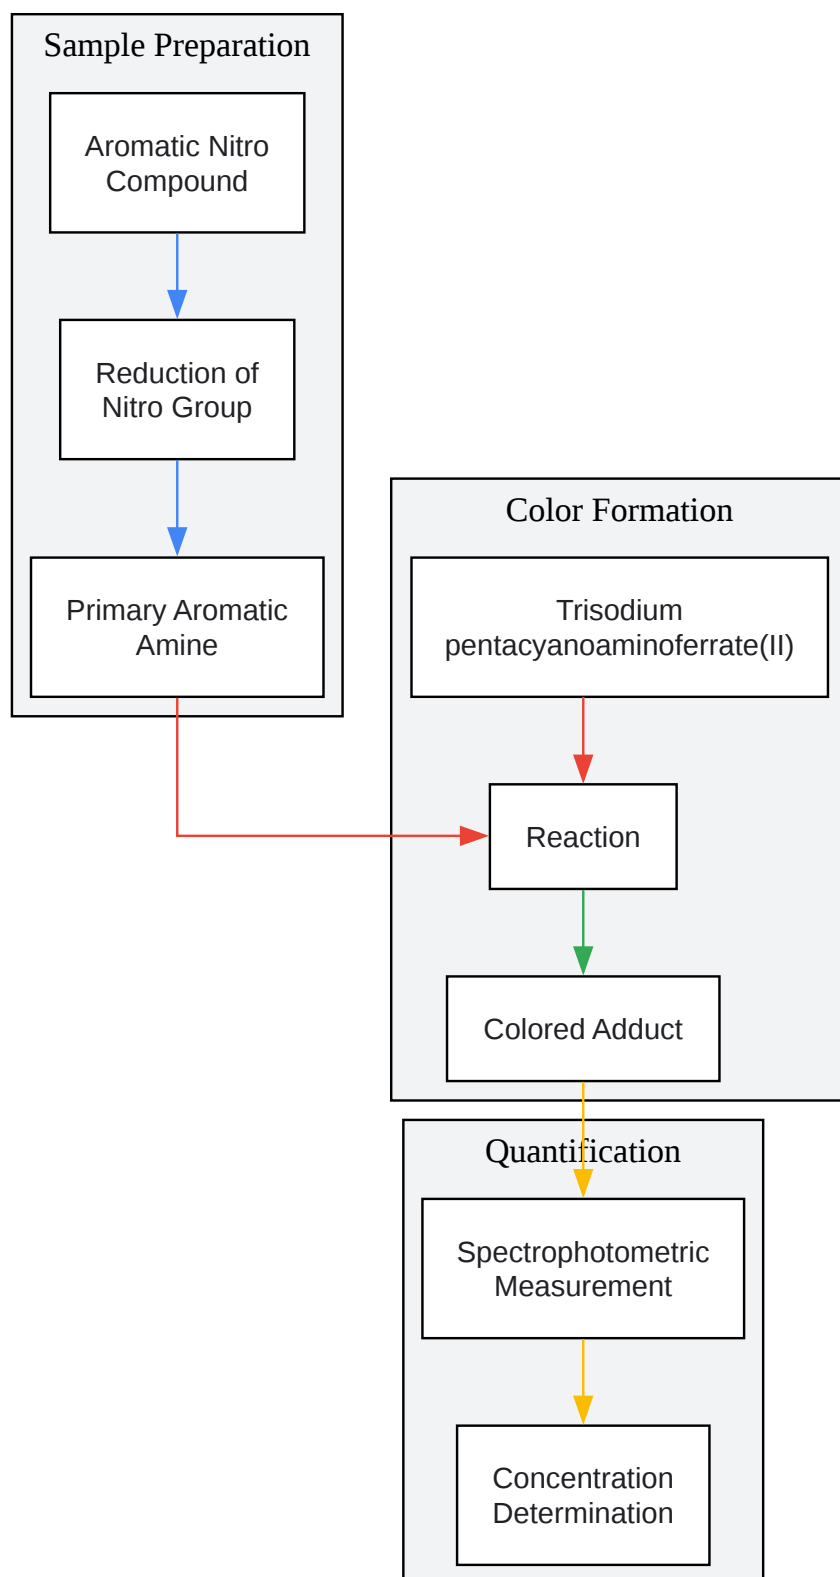 Sample Preparation
Aromatic Nitro
Compound
Reduction of
Nitro Group
Primary Aromatic
Amine
Color Formation
Trisodium
pentacyanoaminoferrate(II)
Reaction
Colored Adduct
Quantification
Spectrophotometric
Measurement
Concentration
Determination